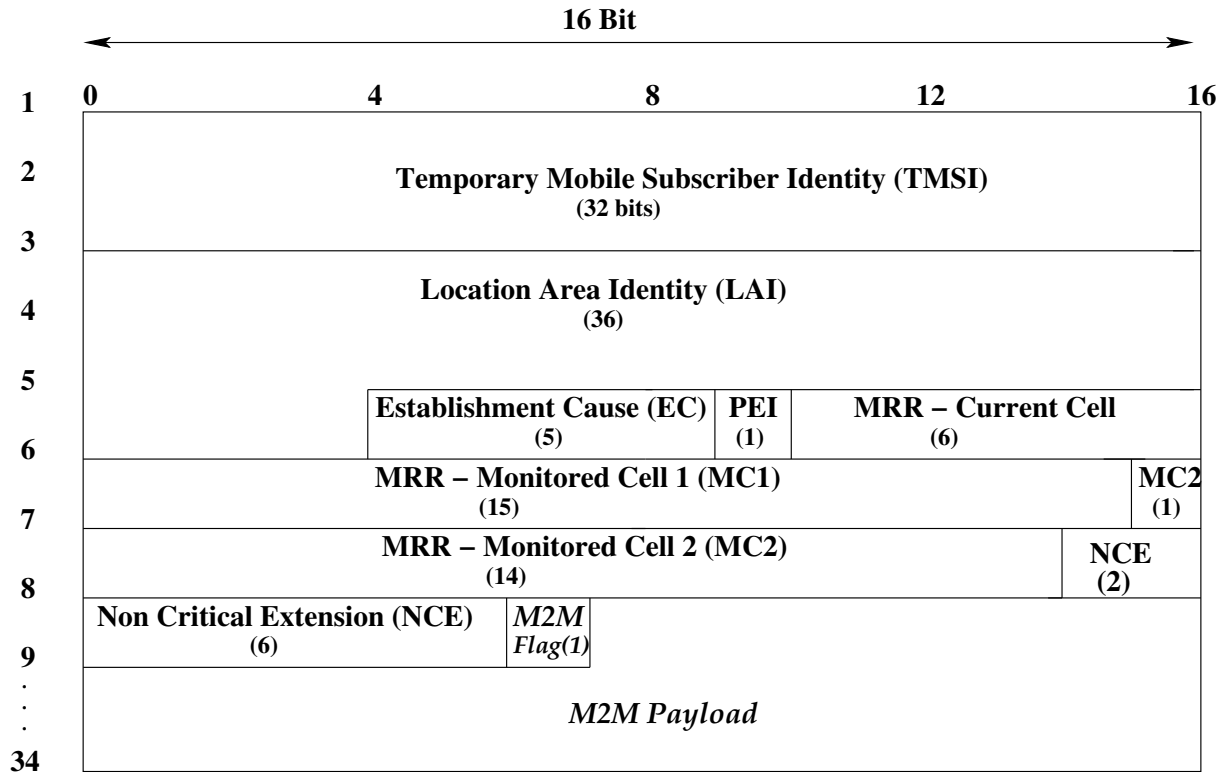 16 Bit
0 4 8 12 16
1
2
Temporary Mobile Subscriber Identity (TMSI)
(32 bits)
3
Location Area Identity (LAI)
4
(36)
5
Establishment Cause (EC) PEI MRR – Current Cell
(5) (1) (6)
6
MRR – Monitored Cell 1 (MC1) MC2
(15) (1)
7
MRR – Monitored Cell 2 (MC2) NCE
(14) (2)
8
Non Critical Extension (NCE) M2M
(6) Flag(1)
9
.
.
.
M2M Payload
34